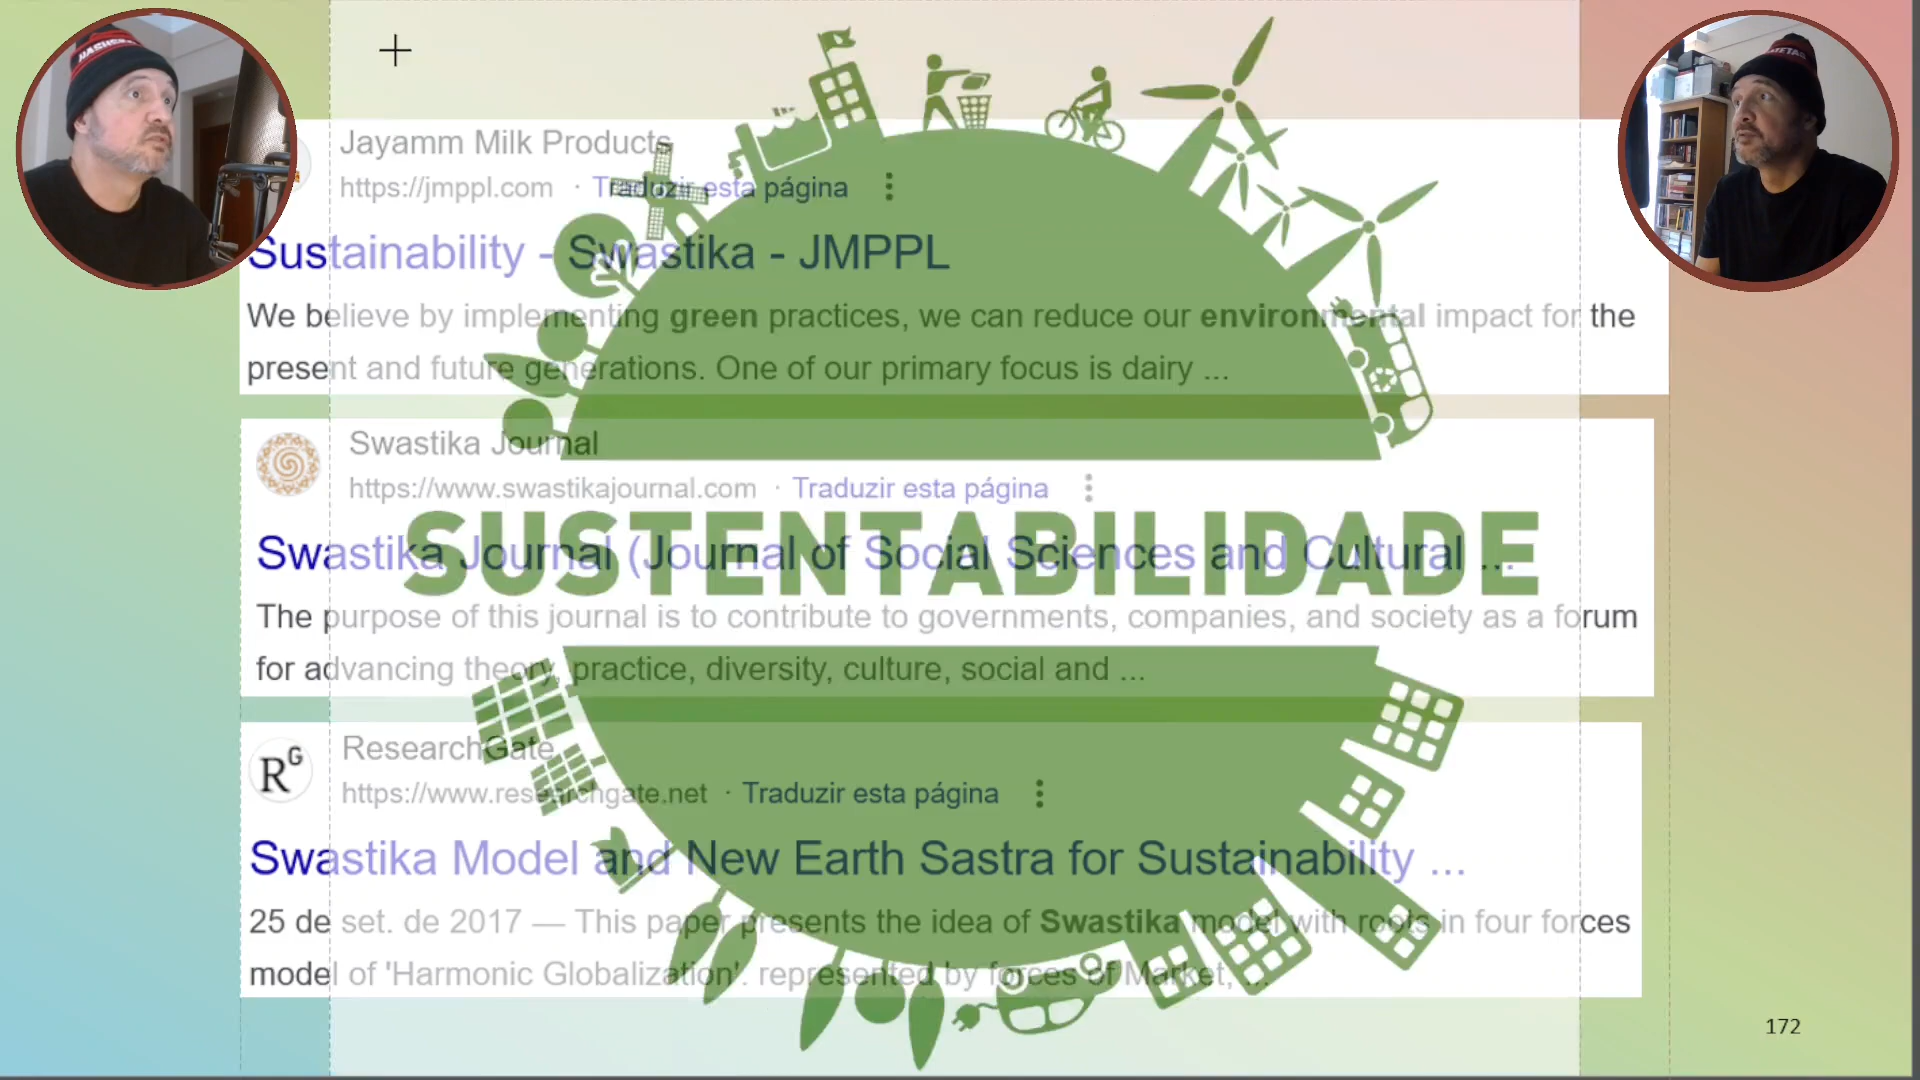 Jayamm Milk Products
https://jmppl.com · Traduzir esta página
Sustainability - Swastika - JMPPL
We believe by implementing green practices, we can reduce our environmental impact for the
present and future generations. One of our primary focus is dairy ...
Swastika Journal
https://www.swastikajournal.com · Traduzir esta página
SUSTENTABILIDADE
Swastika Journal (Journal of Social Sciences and Cultural ...
The purpose of this journal is to contribute to governments, companies, and society as a forum
for advancing theory, practice, diversity, culture, social and ...
RG
ResearchGate
https://www.researchgate.net · Traduzir esta página
Swastika Model and New Earth Sastra for Sustainability ...
25 de set. de 2017 — This paper presents the idea of Swastika model with roots in four forces
model of 'Harmonic Globalization'. represented by forces of Market, ...
172